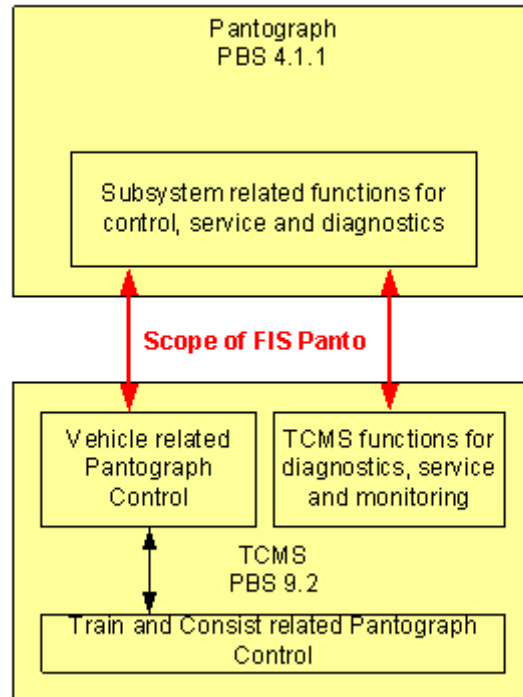 Pantograph
PBS 4.1.1
Subsystem related functions for
control, service and diagnostics
Scope of FIS Panto
Vehicle related
Pantograph
Control
TCMS functions for
diagnostics, service
and monitoring
TCMS
PBS 9.2
Train and Consist related Pantograph
Control